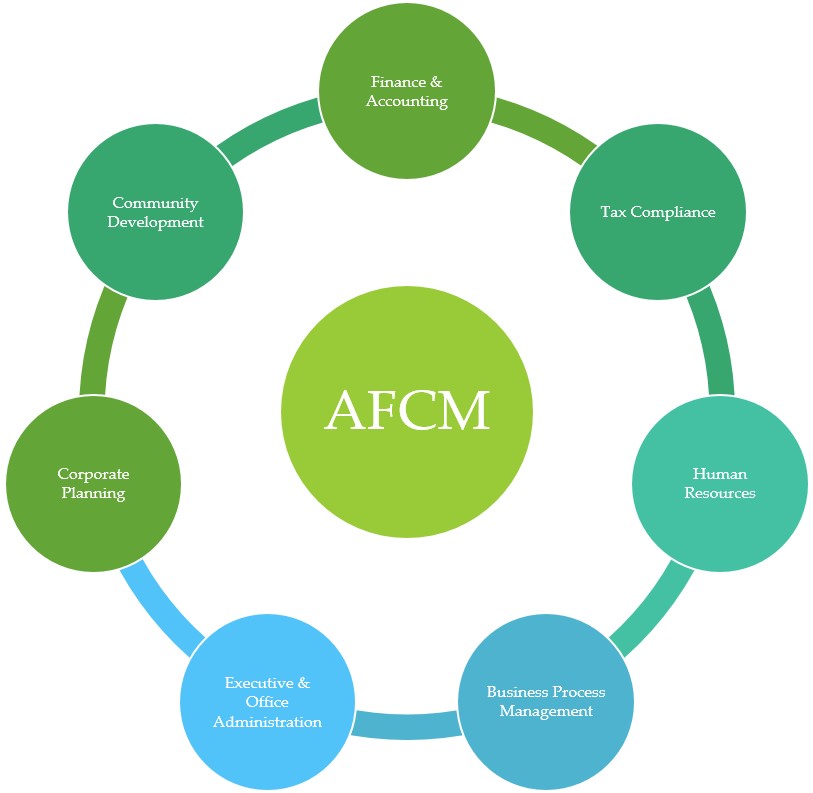 Finance &
Accounting
Tax Compliance
Human
Resources
Business Process
Management
Executive &
Office
Administration
Corporate
Planning
Community
Development
AFCM